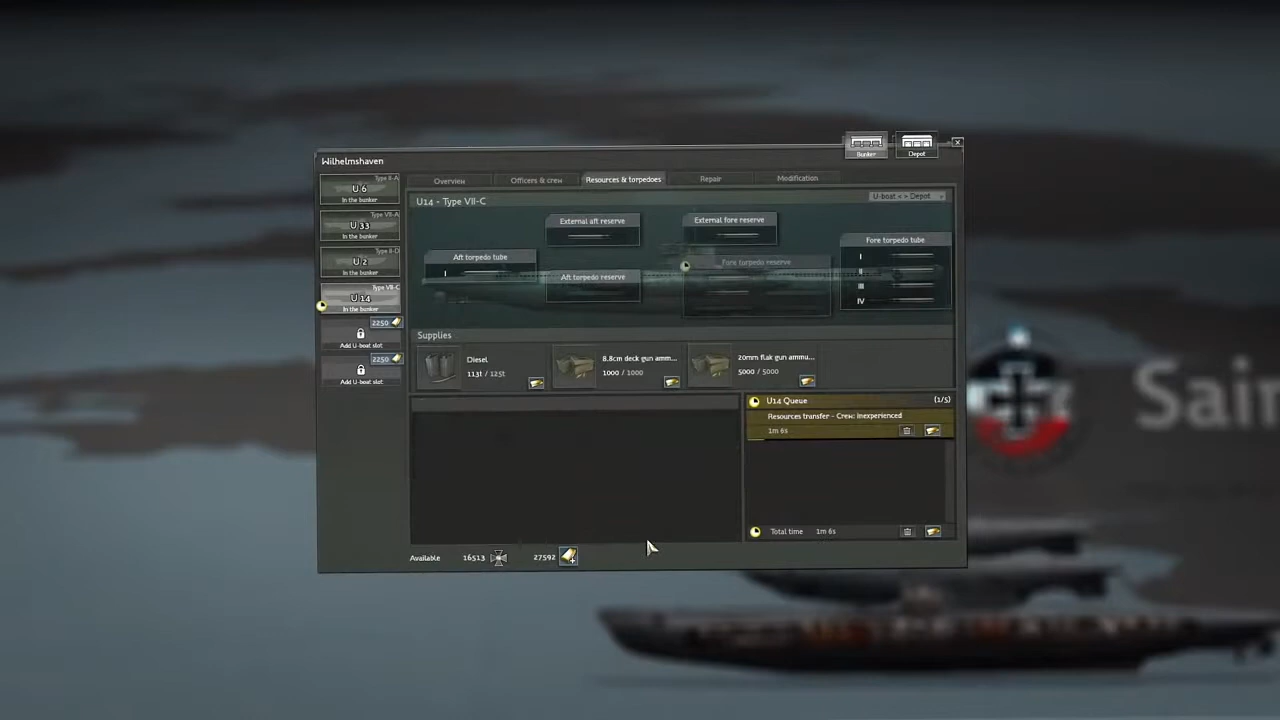 Bunker
Depot
Wilhelmshaven
Overview
Officers & crew
Resources & torpedoes
Repair
Modification
Type II-A
U 6
In the bunker
Type VII-A
U 33
In the bunker
Type II-D
U 2
In the bunker
Type VII-C
U 14
In the bunker
2250
Add U-boat slot
2250
Add U-boat slot
U14 - Type VII-C
U-boat < > Depot
External aft reserve
External fore reserve
Aft torpedo tube
I
Aft torpedo reserve
Fore torpedo reserve
Fore torpedo tube
I
II
III
IV
Supplies
Diesel
113t / 125t
8.8cm deck gun amm...
1000 / 1000
20mm flak gun ammu...
5000 / 5000
U14 Queue
(1/5)
Resources transfer - Crew: Inexperienced
1m 6s
Total time 1m 6s
Available 16513 27592
Sai